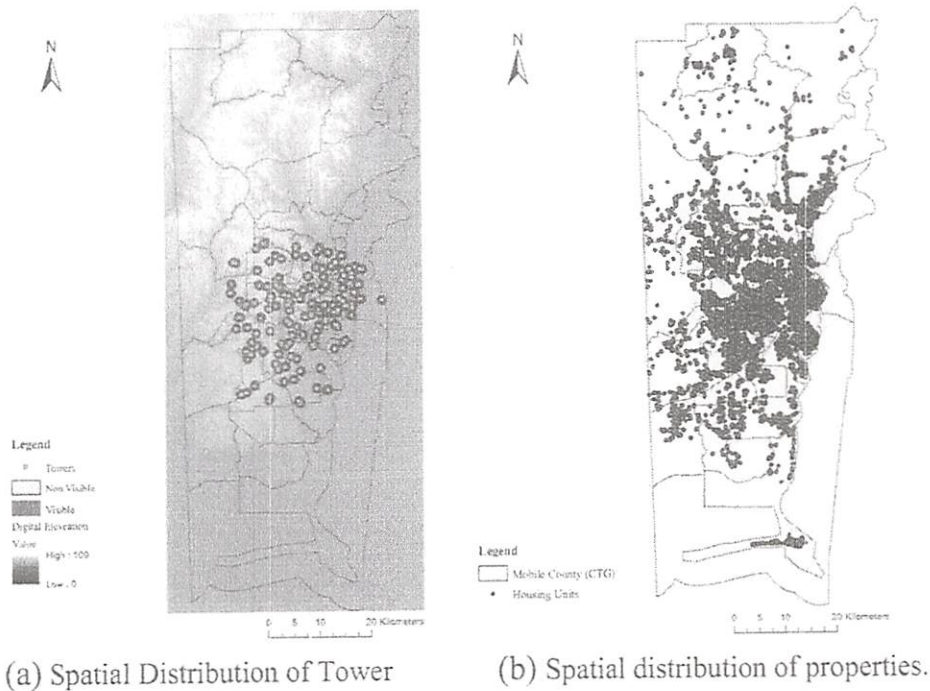 N
Legend
Towers
Non Visible
Visible
Digital Elevation
Value
High : 109
Low : 0
0 5 10 20 Kilometers
(a) Spatial Distribution of Tower
N
Legend
Mobile County (CTG)
Housing Units
0 5 10 20 Kilometers
(b) Spatial distribution of properties.